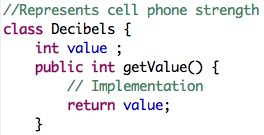 //Represents cell phone strength
class Decibels {
    int value ;
    public int getValue() {
        // Implementation
        return value;
    }